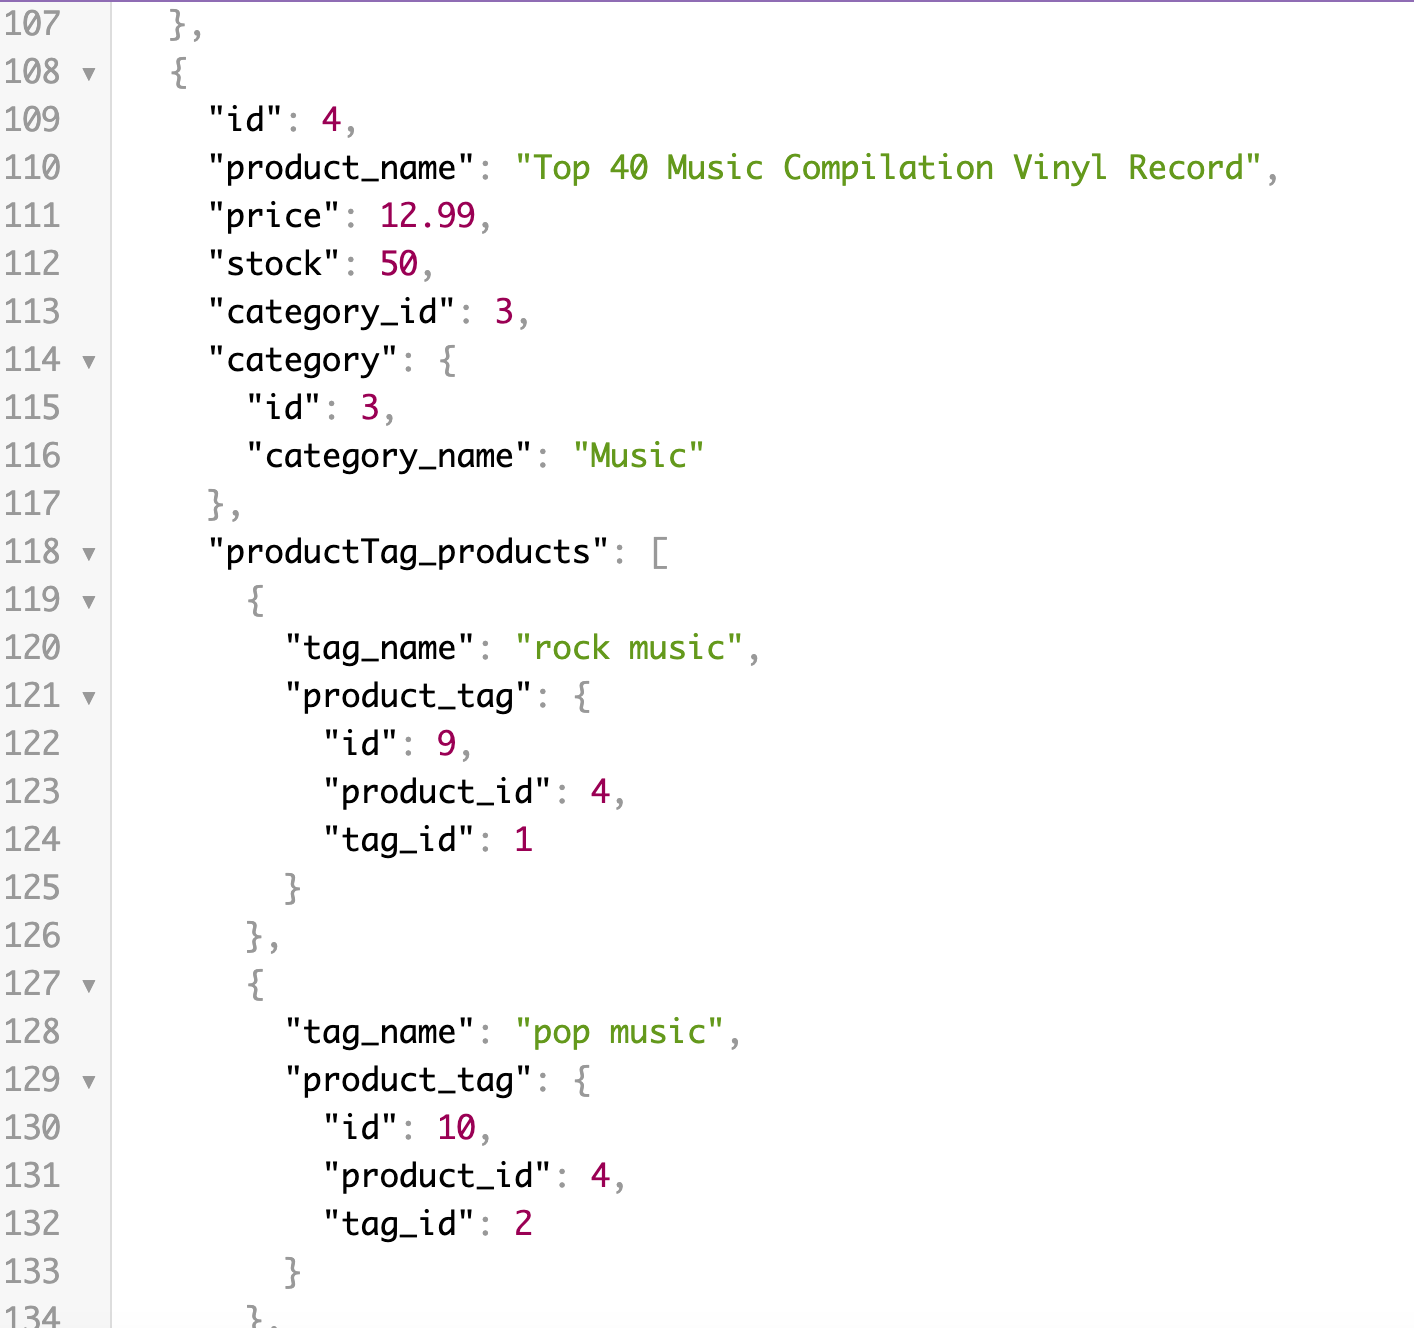 107 },
108 ▼ {
109 "id": 4,
110 "product_name": "Top 40 Music Compilation Vinyl Record",
111 "price": 12.99,
112 "stock": 50,
113 "category_id": 3,
114 ▼ "category": {
115 "id": 3,
116 "category_name": "Music"
117 },
118 ▼ "productTag_products": [
119 ▼ {
120 "tag_name": "rock music",
121 ▼ "product_tag": {
122 "id": 9,
123 "product_id": 4,
124 "tag_id": 1
125 }
126 },
127 ▼ {
128 "tag_name": "pop music",
129 ▼ "product_tag": {
130 "id": 10,
131 "product_id": 4,
132 "tag_id": 2
133 }
134 },